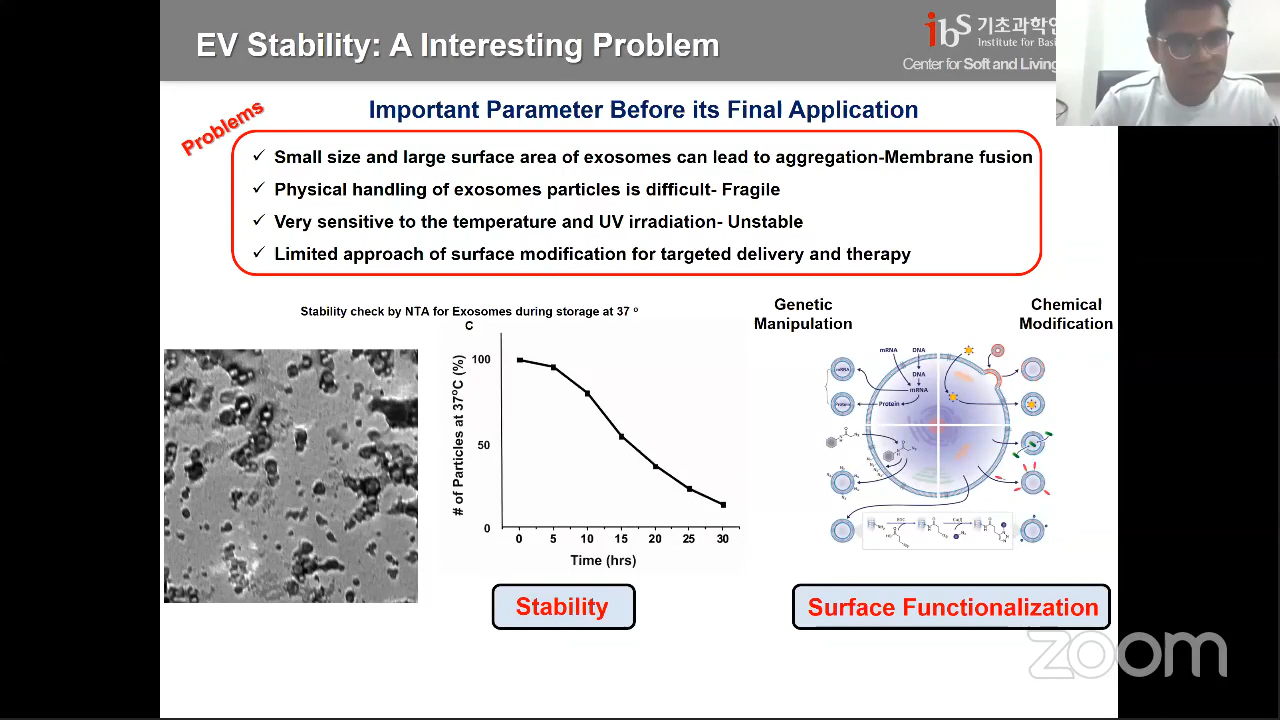 EV Stability: A Interesting Problem
ibS 기초과학연
Institute for Basi
Center for Soft and Living
Problems
Important Parameter Before its Final Application
✓ Small size and large surface area of exosomes can lead to aggregation-Membrane fusion
✓ Physical handling of exosomes particles is difficult- Fragile
✓ Very sensitive to the temperature and UV irradiation- Unstable
✓ Limited approach of surface modification for targeted delivery and therapy
Stability check by NTA for Exosomes during storage at 37 º
C
# of Particles at 37ºC (%)
100
50
0
0 5 10 15 20 25 30
Time (hrs)
Stability
Genetic
Manipulation
Chemical
Modification
mRNA DNA
DNA
mRNA
Protein
mRNA
Protein
Surface Functionalization
zoom